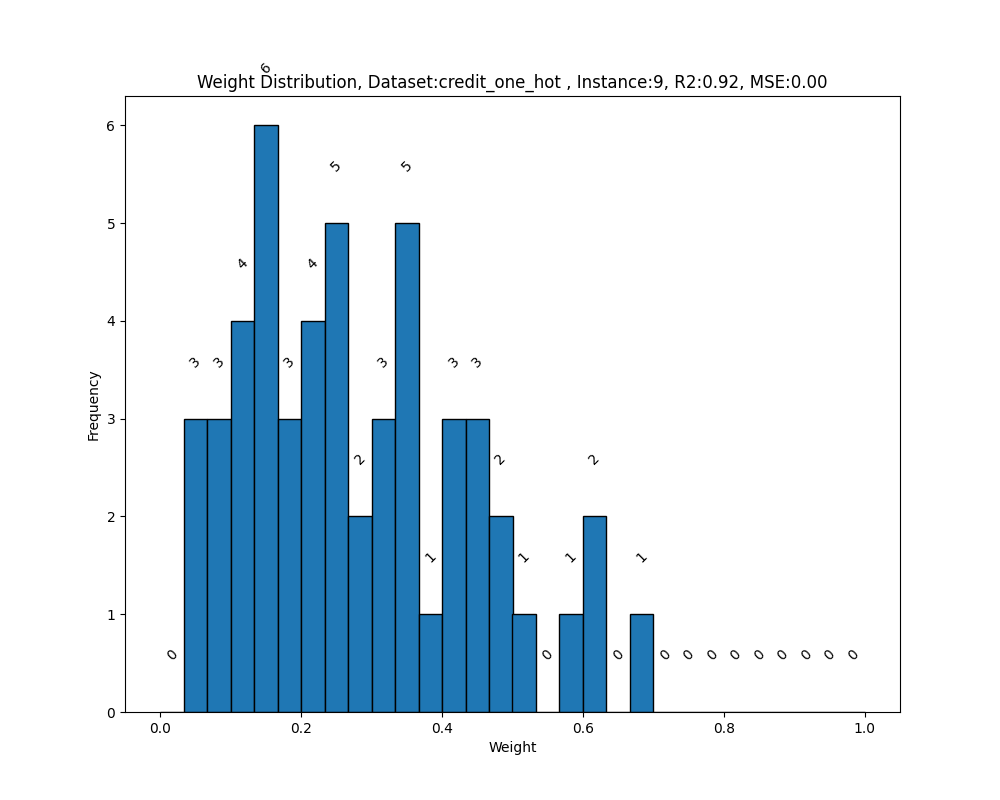 6
Weight Distribution, Dataset:credit_one_hot , Instance:9, R2:0.92, MSE:0.00
6
5 5
5
4 4
4
3 3 3 3 3 3
3
2 2 2
2
1 1 1 1
1
0 0 0 0 0 0 0 0 0 0 0 0
0
Frequency
0.0 0.2 0.4 0.6 0.8 1.0
Weight